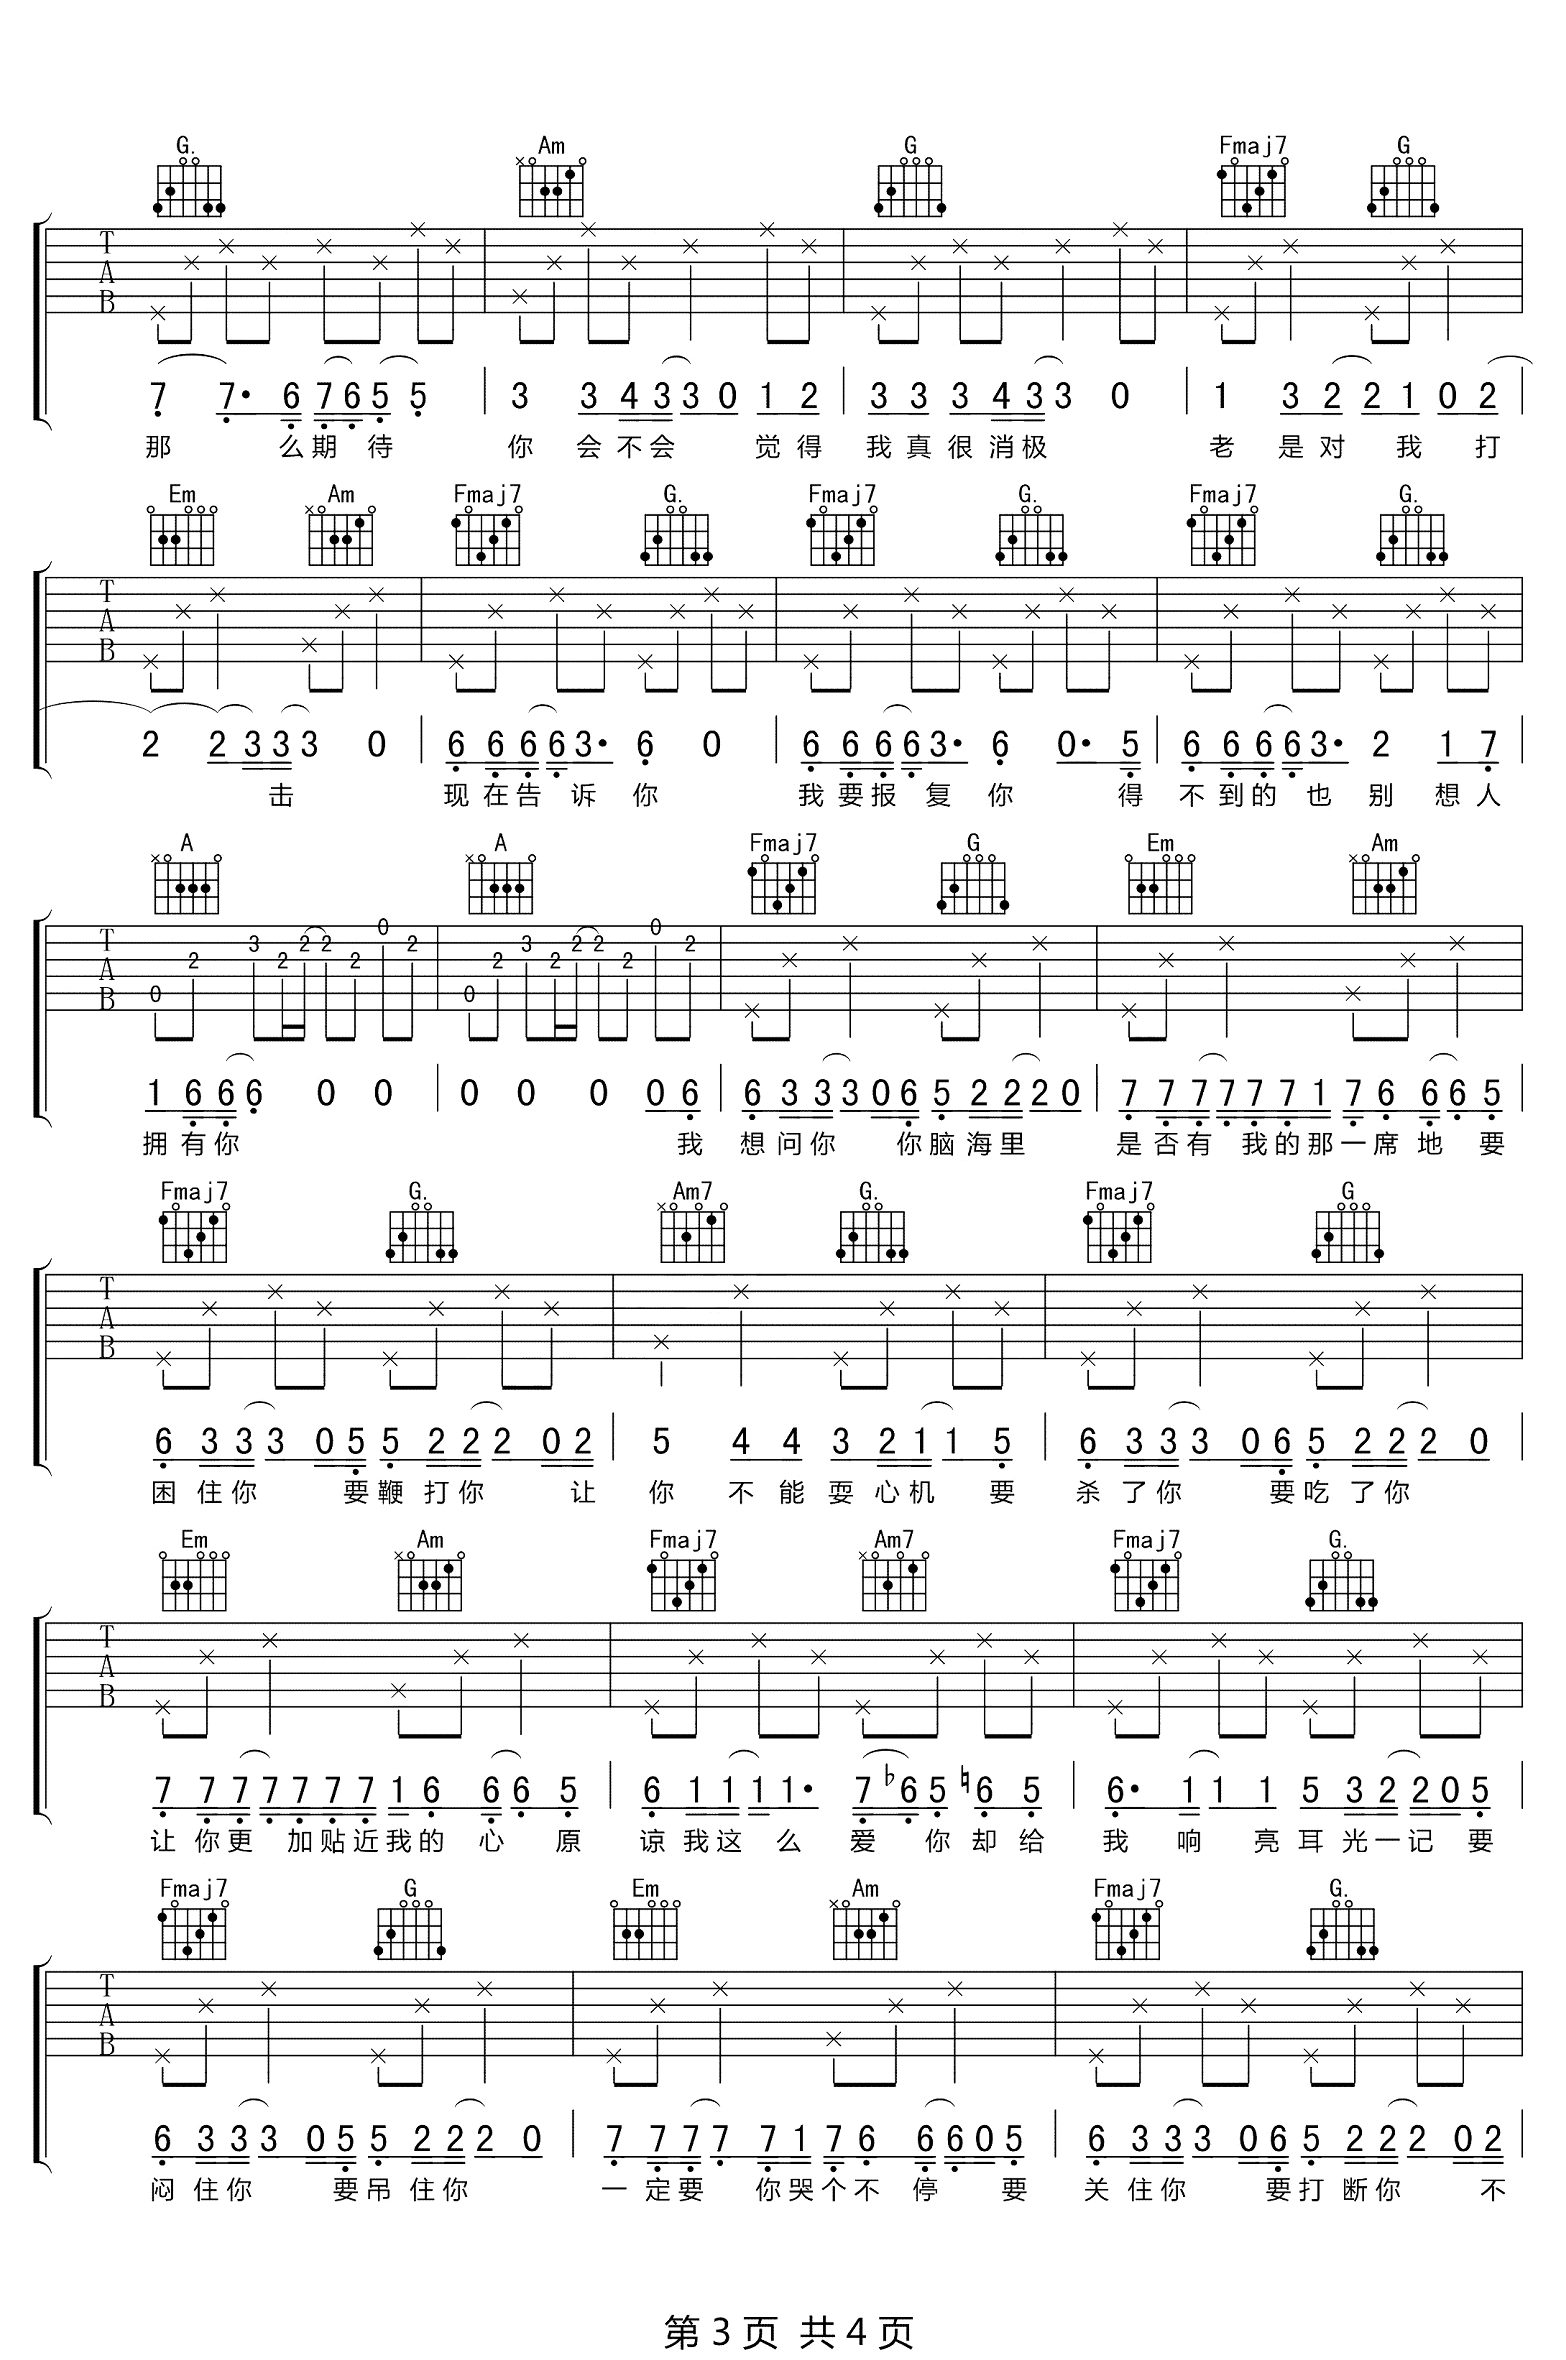 G. Am G Fmaj7 G
T A B
7 7· 6 7 6 5 5 | 3 3 4 3 3 0 1 2 | 3 3 3 4 3 3 0 | 1 3 2 2 1 0 2 |
那 么 期 待 你 会 不 会 觉 得 我 真 很 消 极 老 是 对 我 打
Em Am Fmaj7 G. Fmaj7 G. Fmaj7 G.
T A B
2 2 3 3 3 0 | 6 6 6 6 3· 6 0 | 6 6 6 6 3· 6 0· 5 | 6 6 6 6 3· 2 1 7 |
击 现 在 告 诉 你 我 要 报 复 你 得 不 到 的 也 别 想 人
A A Fmaj7 G Em Am
T A B 0 2 3 2 2 2 2 0 2 0 2 3 2 2 2 2 0 2
1 6 6 6 0 0 | 0 0 0 0 6 | 6 3 3 3 0 6 5 2 2 2 0 | 7 7 7 7 7 7 1 7 6 6 6 5 |
拥 有 你 我 想 问 你 你 脑 海 里 是 否 有 我 的 那 一 席 地 要
Fmaj7 G. Am7 G. Fmaj7 G
T A B
6 3 3 3 0 5 5 2 2 2 0 2 | 5 4 4 3 2 1 1 5 | 6 3 3 3 0 6 5 2 2 2 0 |
困 住 你 要 鞭 打 你 让 你 不 能 耍 心 机 要 杀 了 你 要 吃 了 你
Em Am Fmaj7 Am7 Fmaj7 G.
T A B
7 7 7 7 7 7 7 1 6 6 6 5 | 6 1 1 1 1· 7 ♭6 5 ♮6 5 | 6· 1 1 1 5 3 2 2 0 5 |
让 你 更 加 贴 近 我 的 心 原 谅 我 这 么 爱 你 却 给 我 响 亮 耳 光 一 记 要
Fmaj7 G Em Am Fmaj7 G.
T A B
6 3 3 3 0 5 5 2 2 2 0 | 7 7 7 7 7 1 7 6 6 6 0 5 | 6 3 3 3 0 6 5 2 2 2 0 2 |
闷 住 你 要 吊 住 你 一 定 要 你 哭 个 不 停 要 关 住 你 要 打 断 你 不
第 3 页 共 4 页